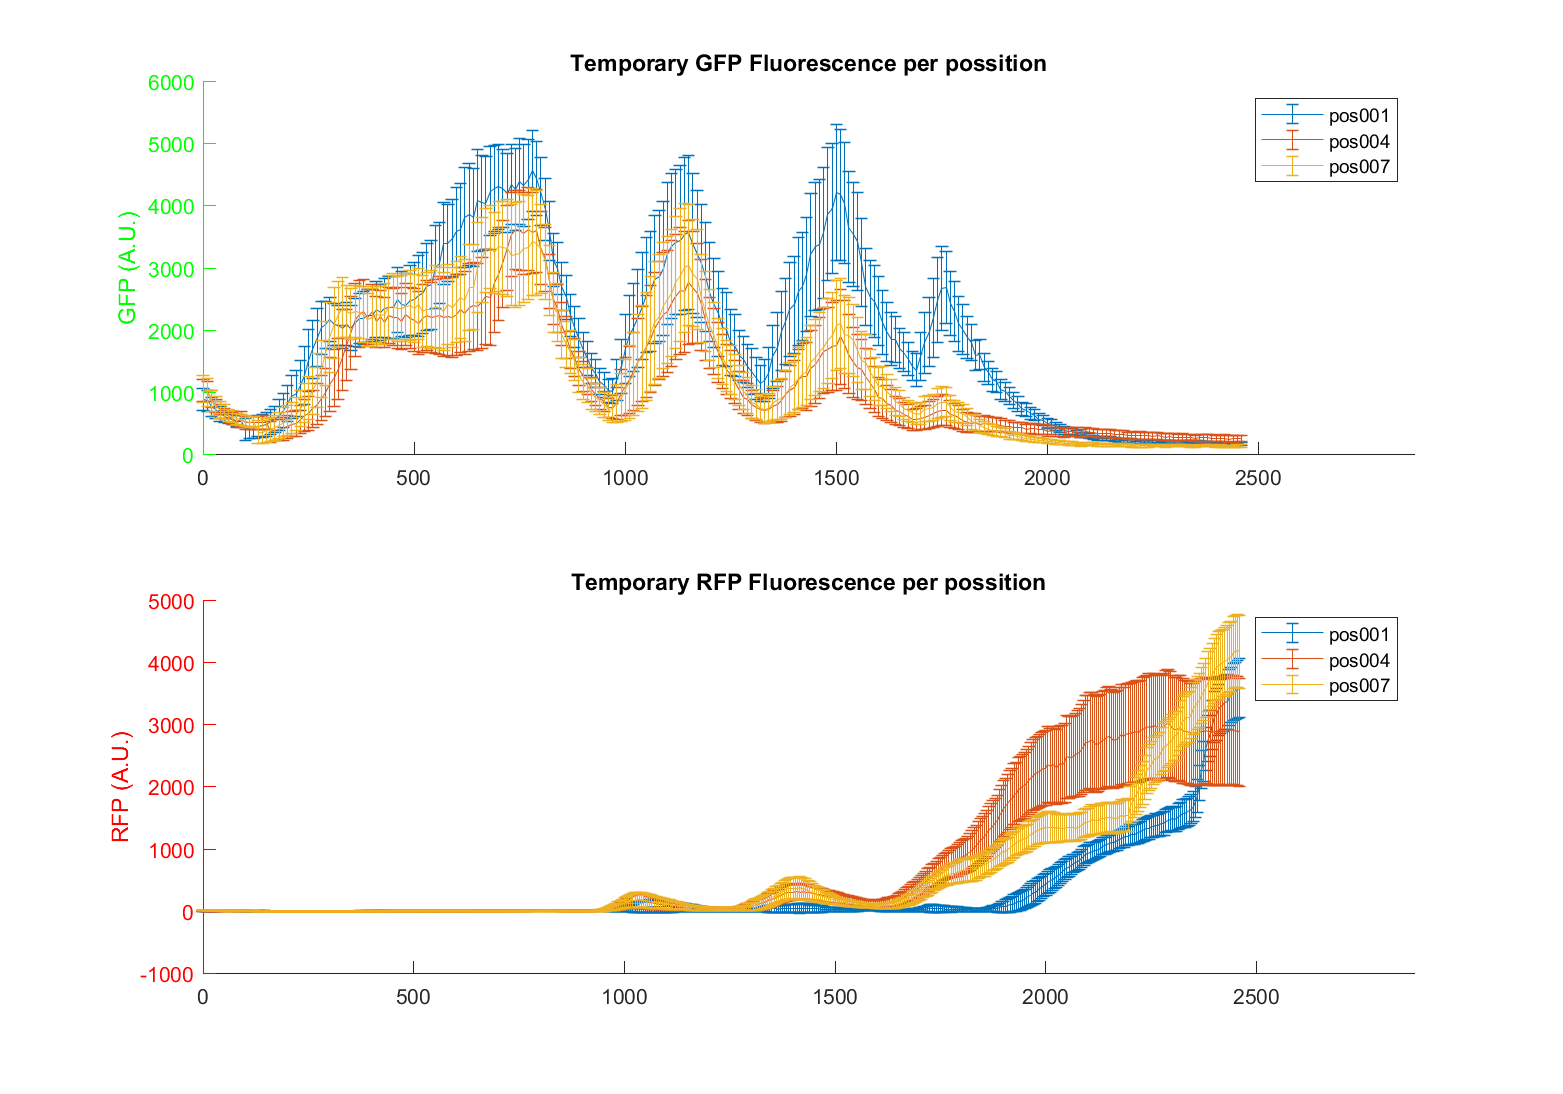 Temporary GFP Fluorescence per possition
6000
5000
4000
3000
2000
1000
0
GFP (A.U.)
0 500 1000 1500 2000 2500
pos001
pos004
pos007
Temporary RFP Fluorescence per possition
5000
4000
3000
2000
1000
0
-1000
RFP (A.U.)
0 500 1000 1500 2000 2500
pos001
pos004
pos007